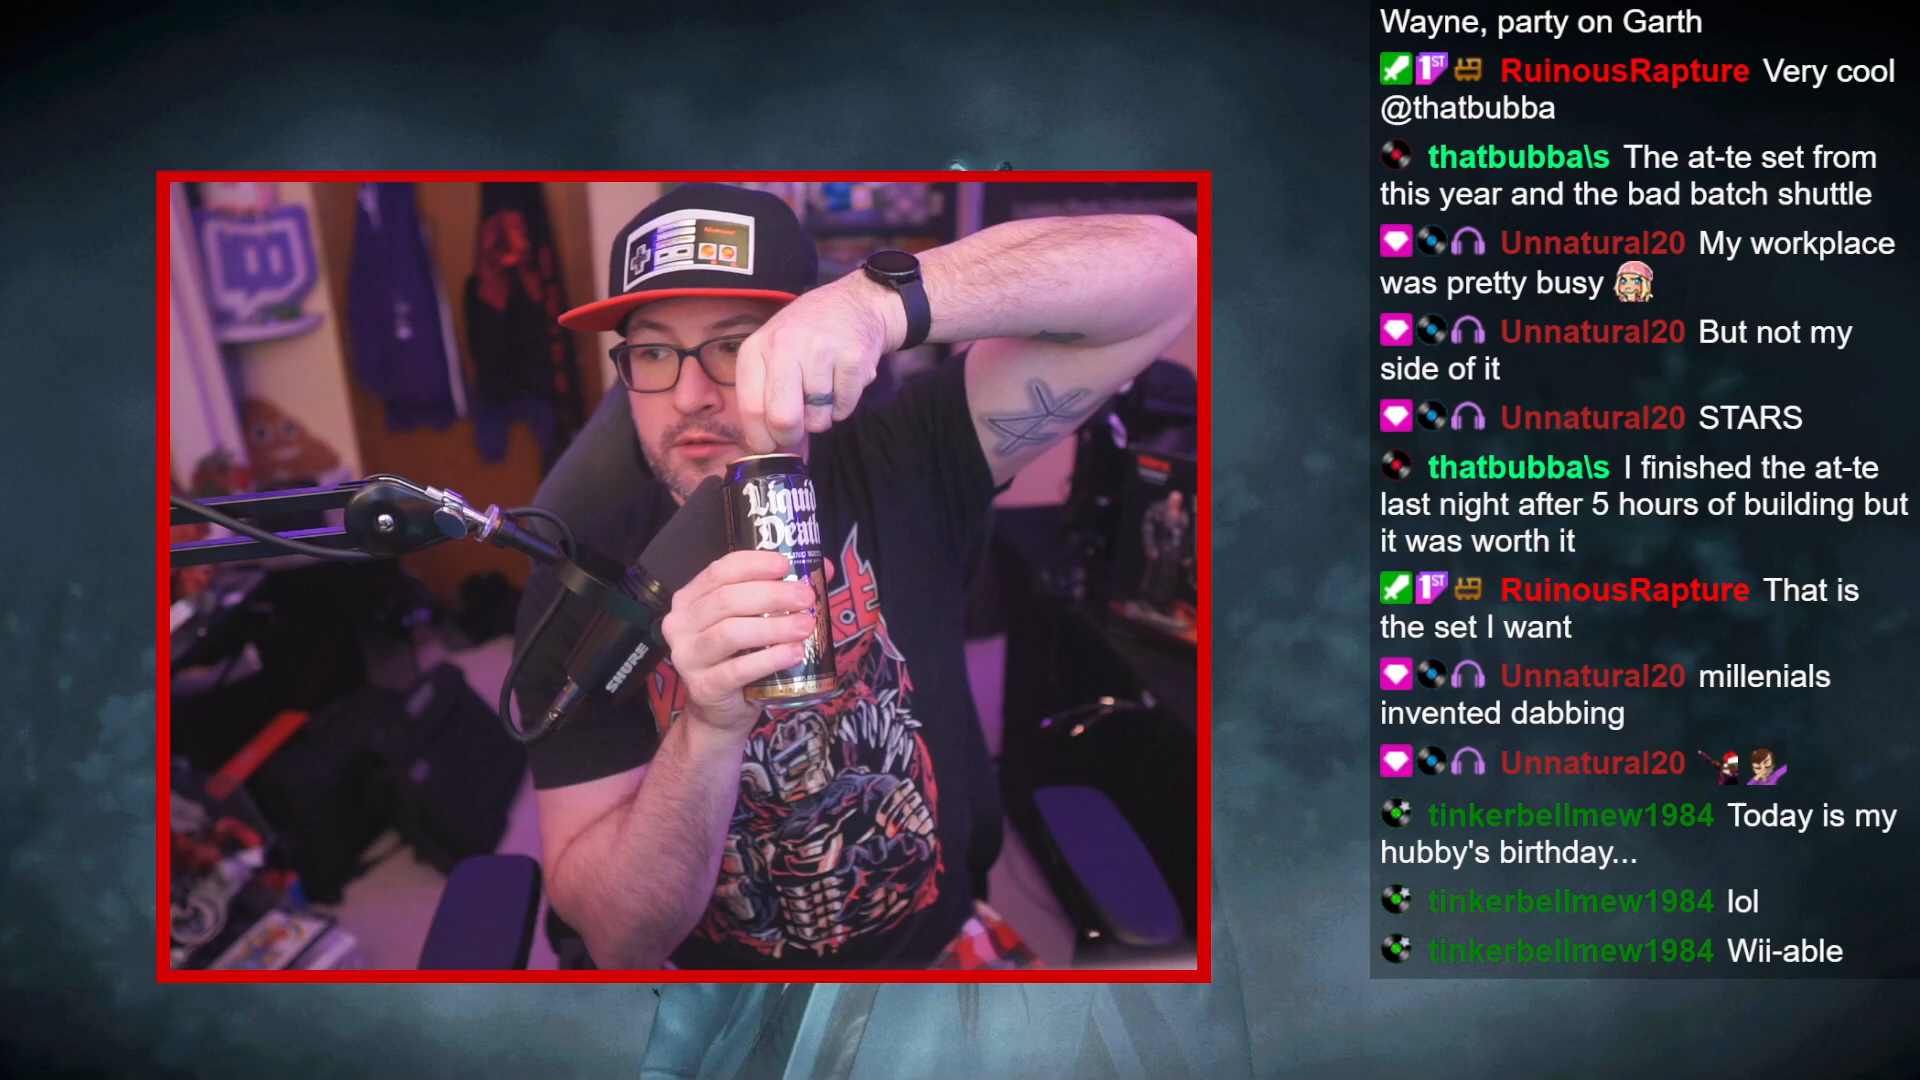 Wayne, party on Garth
1ST RuinousRapture Very cool
@thatbubba
thatbubba\s The at-te set from
this year and the bad batch shuttle
Unnatural20 My workplace
was pretty busy
Unnatural20 But not my
side of it
Unnatural20 STARS
thatbubba\s I finished the at-te
last night after 5 hours of building but
it was worth it
1ST RuinousRapture That is
the set I want
Unnatural20 millenials
invented dabbing
Unnatural20
tinkerbellmew1984 Today is my
hubby's birthday...
tinkerbellmew1984 lol
tinkerbellmew1984 Wii-able
Nintendo
Liquid
Death
SHURE